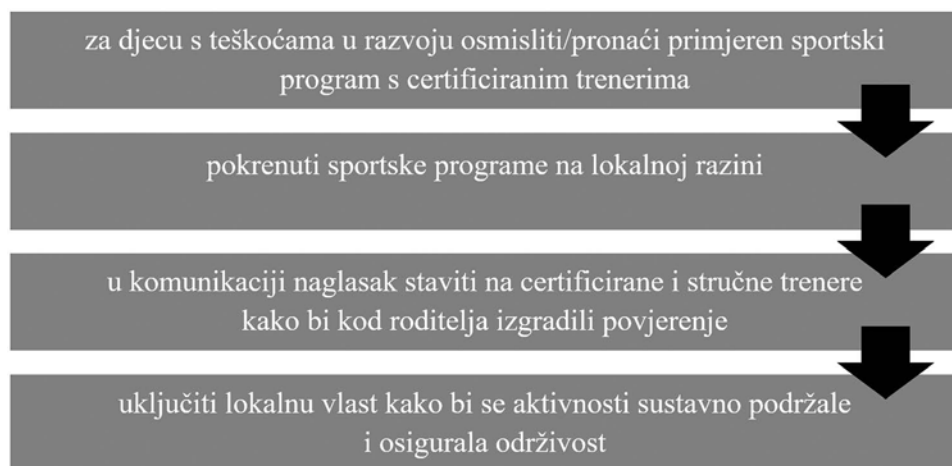 za djecu s teškoćama u razvoju osmisliti/pronaći primjeren sportski
program s certificiranim trenerima
pokrenuti sportske programe na lokalnoj razini
u komunikaciji naglasak staviti na certificirane i stručne trenere
kako bi kod roditelja izgradili povjerenje
uključiti lokalnu vlast kako bi se aktivnosti sustavno podržale
i osigurala održivost